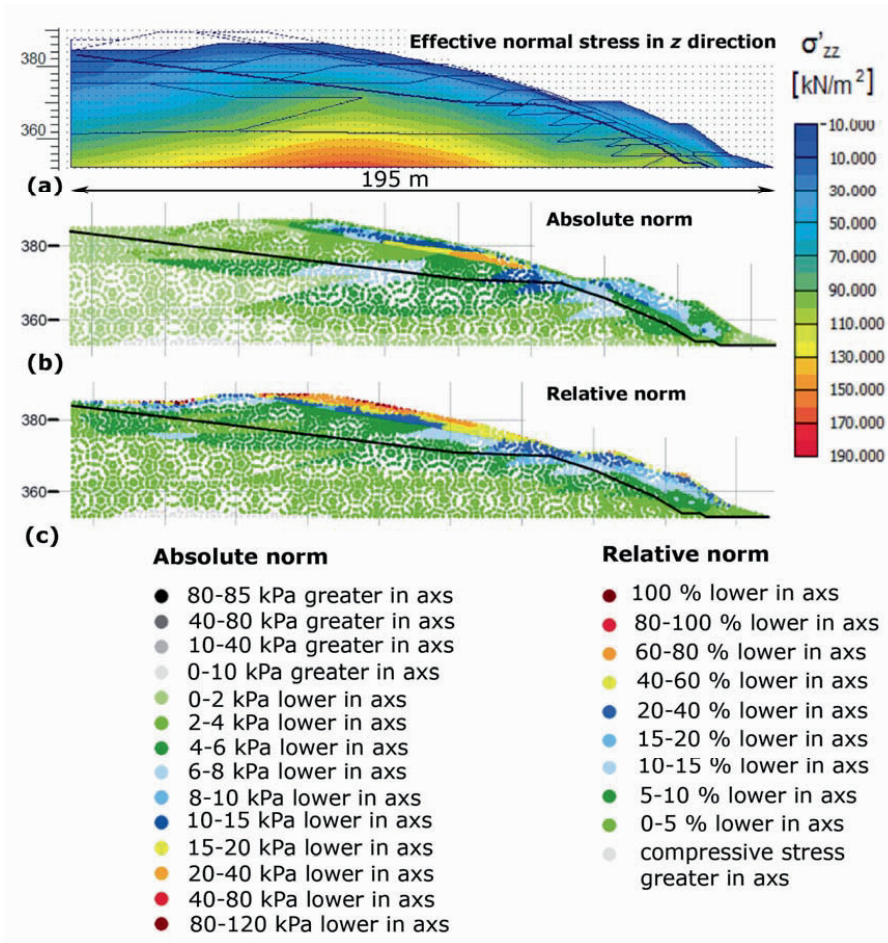 Effective normal stress in z direction
σ'zz
[kN/m²]
380
360
-10.000
10.000
30.000
50.000
70.000
90.000
110.000
130.000
150.000
170.000
190.000
(a)
195 m
Absolute norm
380
360
(b)
Relative norm
380
360
(c)
Absolute norm
80-85 kPa greater in axs
40-80 kPa greater in axs
10-40 kPa greater in axs
0-10 kPa greater in axs
0-2 kPa lower in axs
2-4 kPa lower in axs
4-6 kPa lower in axs
6-8 kPa lower in axs
8-10 kPa lower in axs
10-15 kPa lower in axs
15-20 kPa lower in axs
20-40 kPa lower in axs
40-80 kPa lower in axs
80-120 kPa lower in axs
Relative norm
100 % lower in axs
80-100 % lower in axs
60-80 % lower in axs
40-60 % lower in axs
20-40 % lower in axs
15-20 % lower in axs
10-15 % lower in axs
5-10 % lower in axs
0-5 % lower in axs
compressive stress
greater in axs